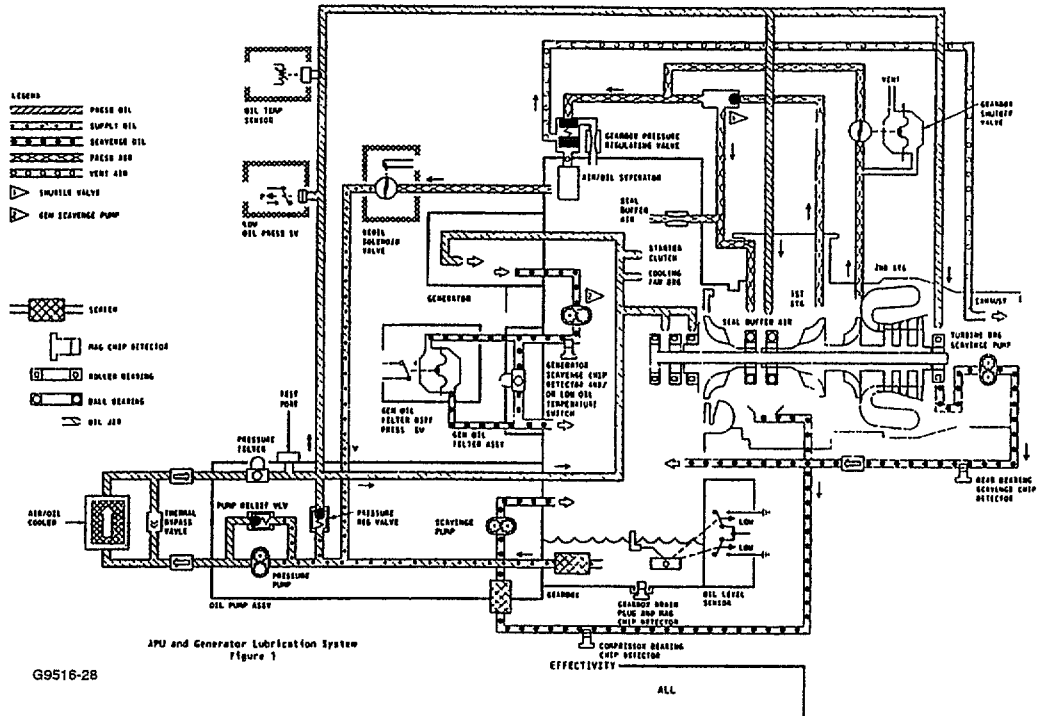 LEGEND
PRESS OIL
SUPPLY OIL
SCAVENGE OIL
PRESS AIR
VENT AIR
1 SHUTTLE VALVE
2 GEN SCAVENGE PUMP
SCREEN
MAG CHIP DETECTOR
ROLLER BEARING
BALL BEARING
OIL JET
OIL TEMP
SENSOR
P
LOW
OIL PRESS SW
DEOIL
SOLENOID
VALVE
GEARBOX PRESSURE
REGULATING VALVE
AIR/OIL SEPERATOR
VENT
GEARBOX
SHUTOFF
VALVE
SEAL
BUFFER
AIR
STARTER
CLUTCH
COOLING
FAN BRG
GENERATOR
2
1ST
STG
2ND STG
EXHAUST
SEAL BUFFER AIR
TURBINE BRG
SCAVENGE PUMP
GENERATOR
SCAVENGE CHIP
DETECTOR AND/
OR LOW OIL
TEMPERATURE
SWITCH
GEN OIL
FILTER DIFF
PRESS SW
GEN OIL
FILTER ASSY
TEST
PORT
PRESSURE
FILTER
REAR BEARING
SCAVENGE CHIP
DETECTOR
AIR/OIL
COOLER
THERMAL
BYPASS
VAVLE
PUMP RELIEF VLV
PRESSURE
REG VALVE
SCAVENGE
PUMP
LOW
LOW
PRESSURE
PUMP
OIL PUMP ASSY
GEARBOX
GEARBOX DRAIN
PLUG AND MAG
CHIP DETECTOR
OIL LEVEL
SENSOR
COMPRESSOR BEARING
CHIP DETECTOR
APU and Generator Lubrication System
Figure 1
EFFECTIVITY
G9516-28
ALL